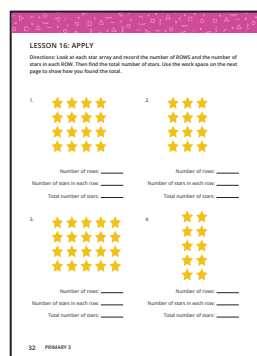 LESSON 16: APPLY
Directions: Look at each star array and record the number of ROWS and the number of
stars in each ROW. Then find the total number of stars. Use the work space on the next
page to show how you found the total.
1.
2.
Number of rows:
Number of rows:
Number of stars in each row:
Number of stars in each row:
Total number of stars:
Total number of stars:
3.
4.
Number of rows:
Number of rows:
Number of stars in each row:
Number of stars in each row:
Total number of stars:
Total number of stars:
32 PRIMARY 3